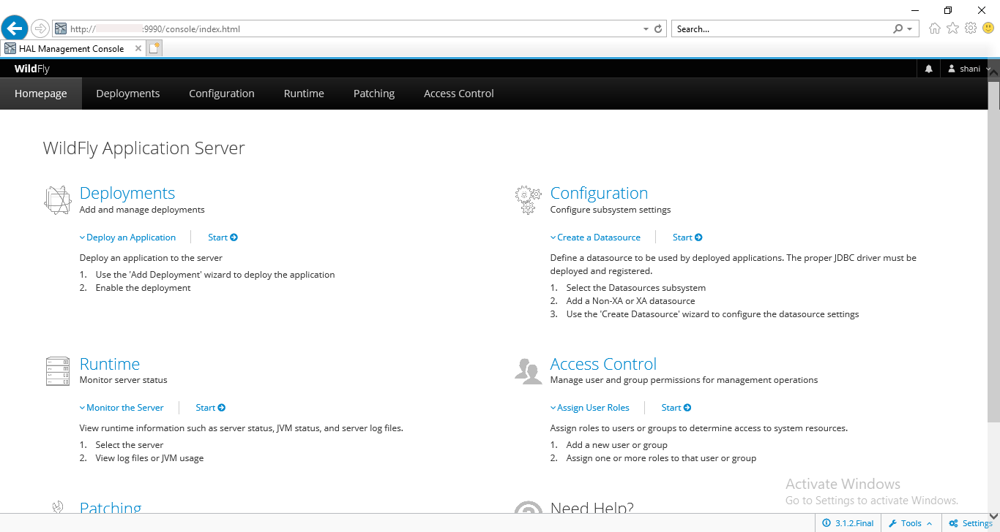 http:// :9990/console/index.html
Search...
HAL Management Console
WildFly
shani
Homepage Deployments Configuration Runtime Patching Access Control
WildFly Application Server
Deployments
Add and manage deployments
Deploy an Application Start
Deploy an application to the server
1. Use the 'Add Deployment' wizard to deploy the application
2. Enable the deployment
Configuration
Configure subsystem settings
Create a Datasource Start
Define a datasource to be used by deployed applications. The proper JDBC driver must be
deployed and registered.
1. Select the Datasources subsystem
2. Add a Non-XA or XA datasource
3. Use the 'Create Datasource' wizard to configure the datasource settings
Runtime
Monitor server status
Monitor the Server Start
View runtime information such as server status, JVM status, and server log files.
1. Select the server
2. View log files or JVM usage
Access Control
Manage user and group permissions for management operations
Assign User Roles Start
Assign roles to users or groups to determine access to system resources.
1. Add a new user or group
2. Assign one or more roles to that user or group
Patching
Need Help?
Activate Windows
Go to Settings to activate Windows.
3.1.2.Final Tools Settings